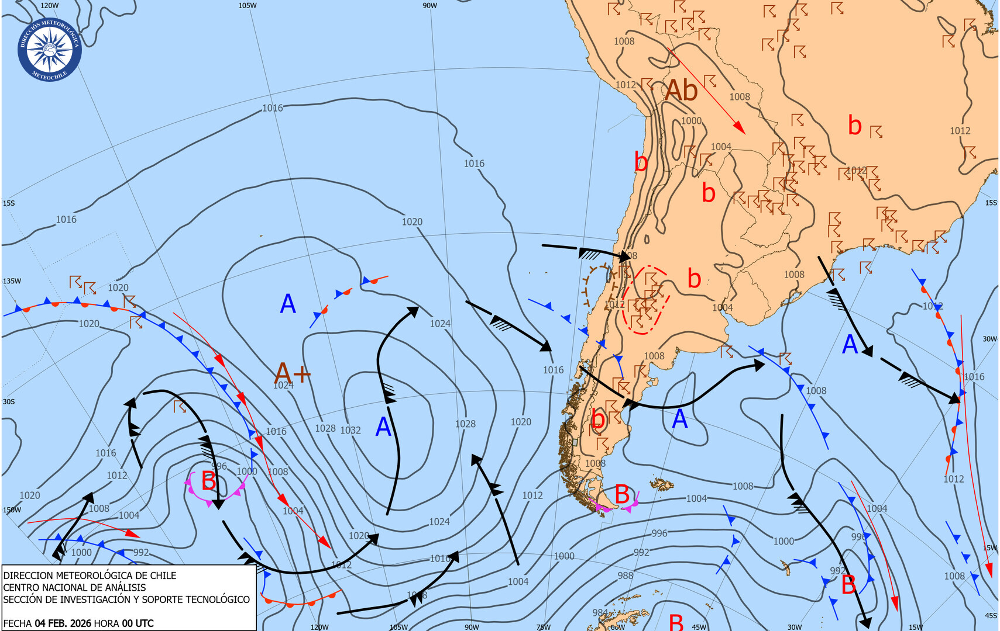 120W 105W 90W
DIRECCIÓN METEOROLÓGICA
METEOCHILE
1008
1012
Ab
1008
1016
1000
b
1012
1004
1016
b
1012
b
15S
15S
1016
1020
1008
b
1008
135W
1020
A
1012
1004
1012
1020
1024
30W
A
1008
1016
A+
1024
1016
1008
30S
b
A
1020
1028
1028
1032
A
1016
1016
996
1000
1008
1008
1012
B
1008
1012
1020
1012
B
1004
150W
1008
1004
1004
1004
1024
996
996
1020
1000
1000
992
992
1000
15W
1016
1012
992
988
1004
1008
B
1008
984
B
45S
120W 105W 90W 75W 60W 45W 30W 15W
DIRECCION METEOROLÓGICA DE CHILE
CENTRO NACIONAL DE ANÁLISIS
SECCIÓN DE INVESTIGACIÓN Y SOPORTE TECNOLÓGICO
FECHA 04 FEB. 2026 HORA 00 UTC